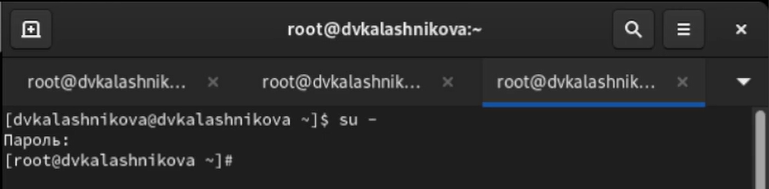 root@dvkalashnikova:~
root@dvkalashnik... root@dvkalashnik... root@dvkalashnik...
[dvkalashnikova@dvkalashnikova ~]$ su -
Пароль:
[root@dvkalashnikova ~]#